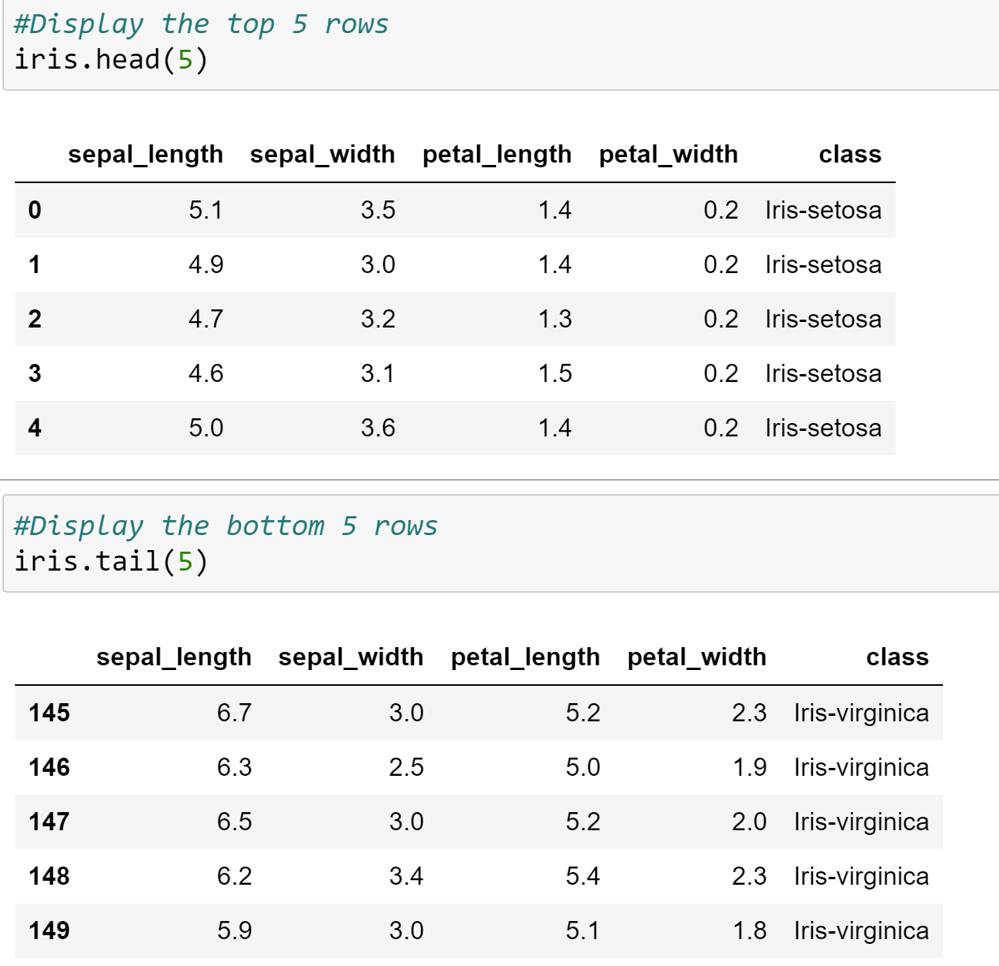 #Display the top 5 rows
iris.head(5)
sepal_length sepal_width petal_length petal_width class
0 5.1 3.5 1.4 0.2 Iris-setosa
1 4.9 3.0 1.4 0.2 Iris-setosa
2 4.7 3.2 1.3 0.2 Iris-setosa
3 4.6 3.1 1.5 0.2 Iris-setosa
4 5.0 3.6 1.4 0.2 Iris-setosa
#Display the bottom 5 rows
iris.tail(5)
sepal_length sepal_width petal_length petal_width class
145 6.7 3.0 5.2 2.3 Iris-virginica
146 6.3 2.5 5.0 1.9 Iris-virginica
147 6.5 3.0 5.2 2.0 Iris-virginica
148 6.2 3.4 5.4 2.3 Iris-virginica
149 5.9 3.0 5.1 1.8 Iris-virginica